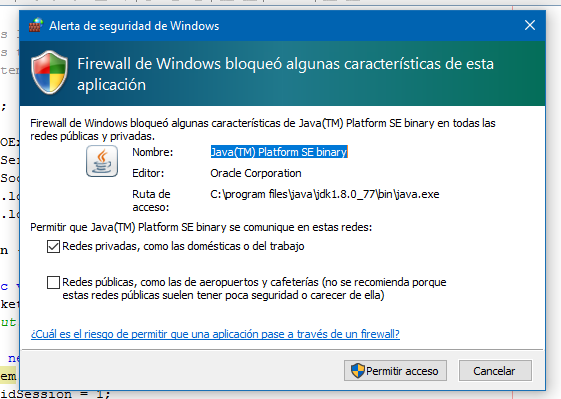 Alerta de seguridad de Windows
Firewall de Windows bloqueó algunas características de esta
aplicación
Firewall de Windows bloqueó algunas características de Java(TM) Platform SE binary en todas las
redes públicas y privadas.
Nombre: Java(TM) Platform SE binary
Editor: Oracle Corporation
Ruta de acceso: C:\program files\java\jdk1.8.0_77\bin\java.exe
Permitir que Java(TM) Platform SE binary se comunique en estas redes:
Redes privadas, como las domésticas o del trabajo
Redes públicas, como las de aeropuertos y cafeterías (no se recomienda porque
estas redes públicas suelen tener poca seguridad o carecer de ella)
¿Cuál es el riesgo de permitir que una aplicación pase a través de un firewall?
Permitir acceso Cancelar
idSession = 1;